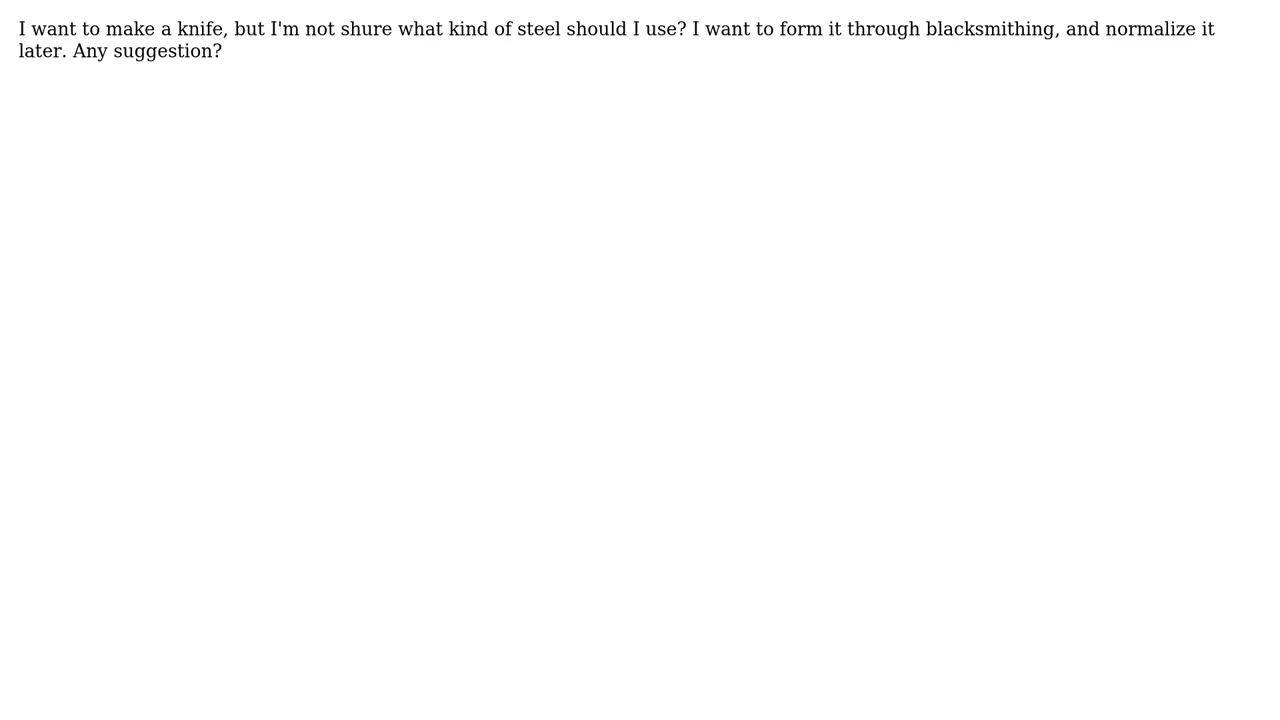 I want to make a knife, but I'm not shure what kind of steel should I use? I want to form it through blacksmithing, and normalize it
later. Any suggestion?